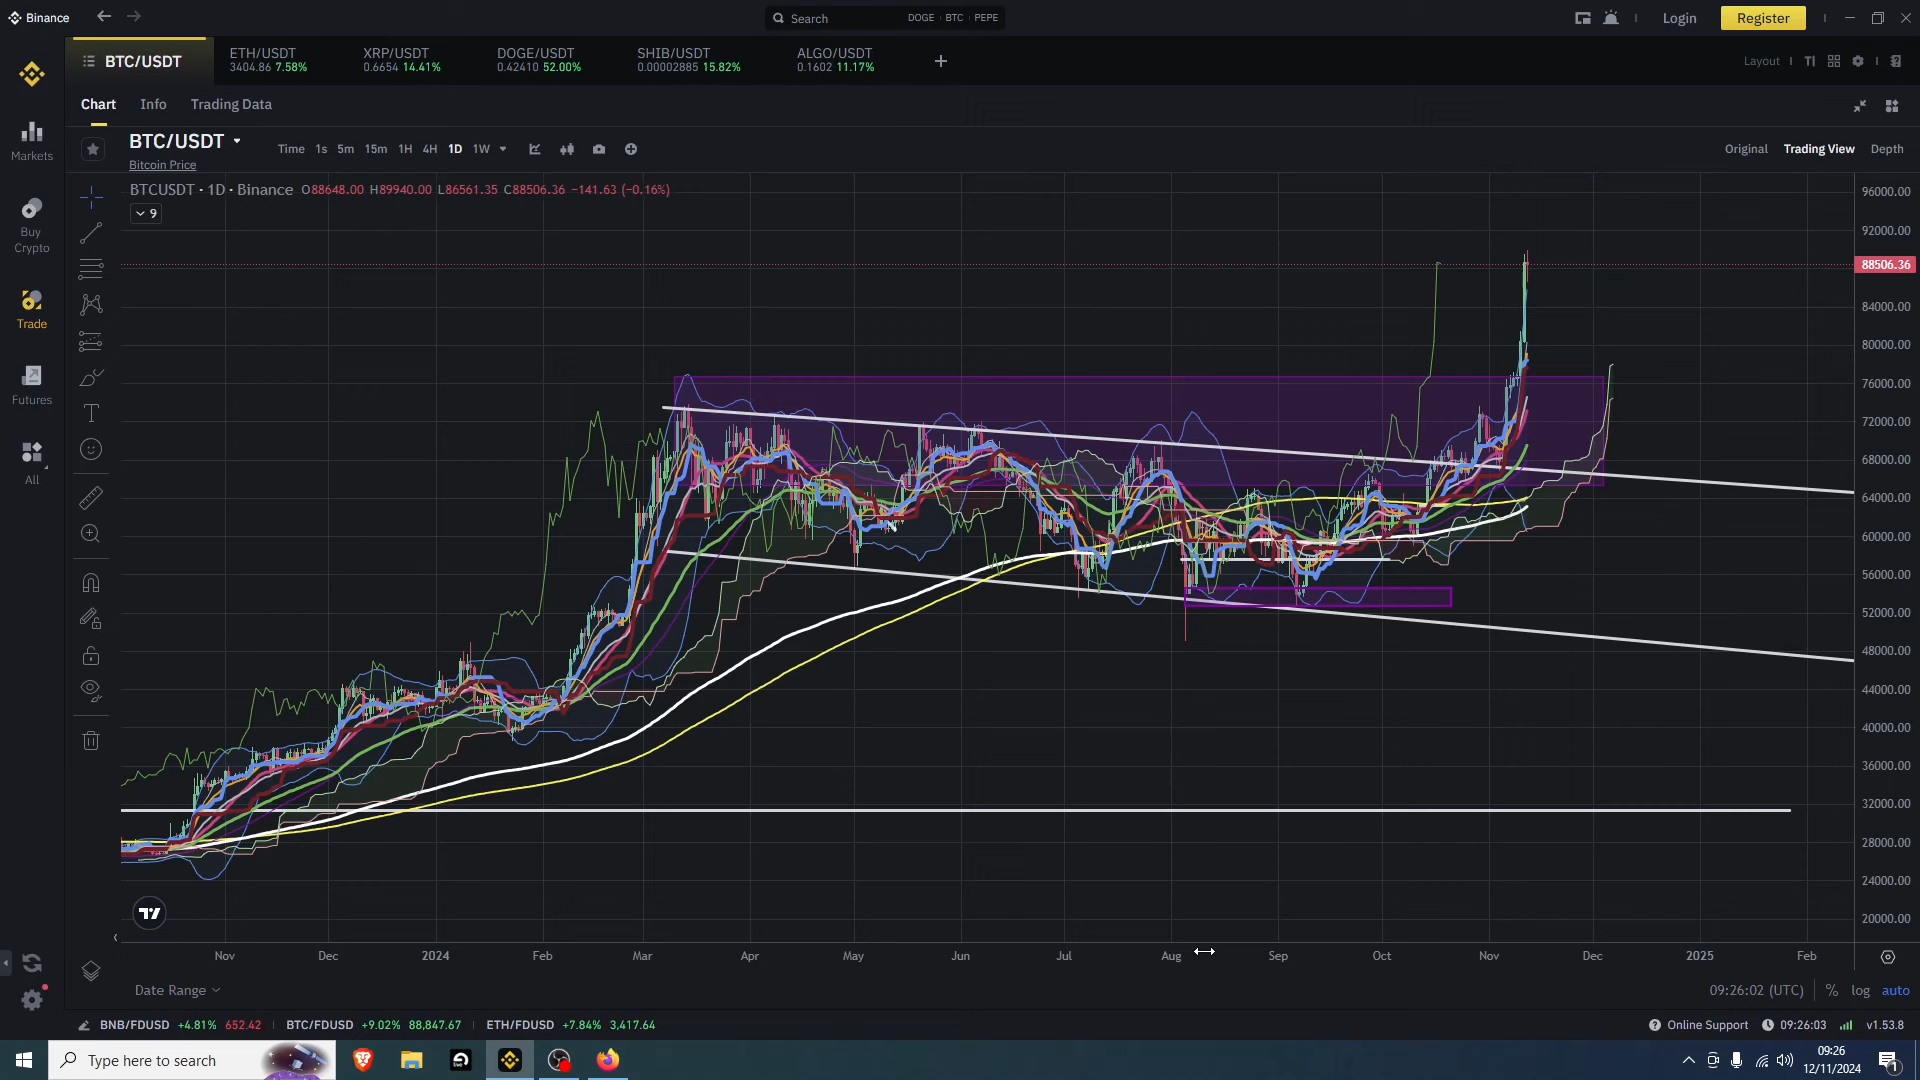 Binance
Search DOGE BTC PEPE
Login Register
BTC/USDT
ETH/USDT
3404.86 7.58%
XRP/USDT
0.6654 14.41%
DOGE/USDT
0.42410 52.00%
SHIB/USDT
0.00002885 15.82%
ALGO/USDT
0.1602 11.17%
Layout
Chart Info Trading Data
BTC/USDT
Bitcoin Price
Time 1s 5m 15m 1H 4H 1D 1W
Original Trading View Depth
BTCUSDT · 1D · Binance O88648.00 H89940.00 L86561.35 C88506.36 −141.63 (−0.16%)
9
Markets
Buy
Crypto
Trade
Futures
All
96000.00
92000.00
88506.36
84000.00
80000.00
76000.00
72000.00
68000.00
64000.00
60000.00
56000.00
52000.00
48000.00
44000.00
40000.00
36000.00
32000.00
28000.00
24000.00
20000.00
Nov Dec 2024 Feb Mar Apr May Jun Jul Aug Sep Oct Nov Dec 2025 Feb
Date Range
09:26:02 (UTC) % log auto
BNB/FDUSD +4.81% 652.42 BTC/FDUSD +9.02% 88,847.67 ETH/FDUSD +7.84% 3,417.64
Online Support 09:26:03 v1.53.8
Type here to search
09:26
12/11/2024
1